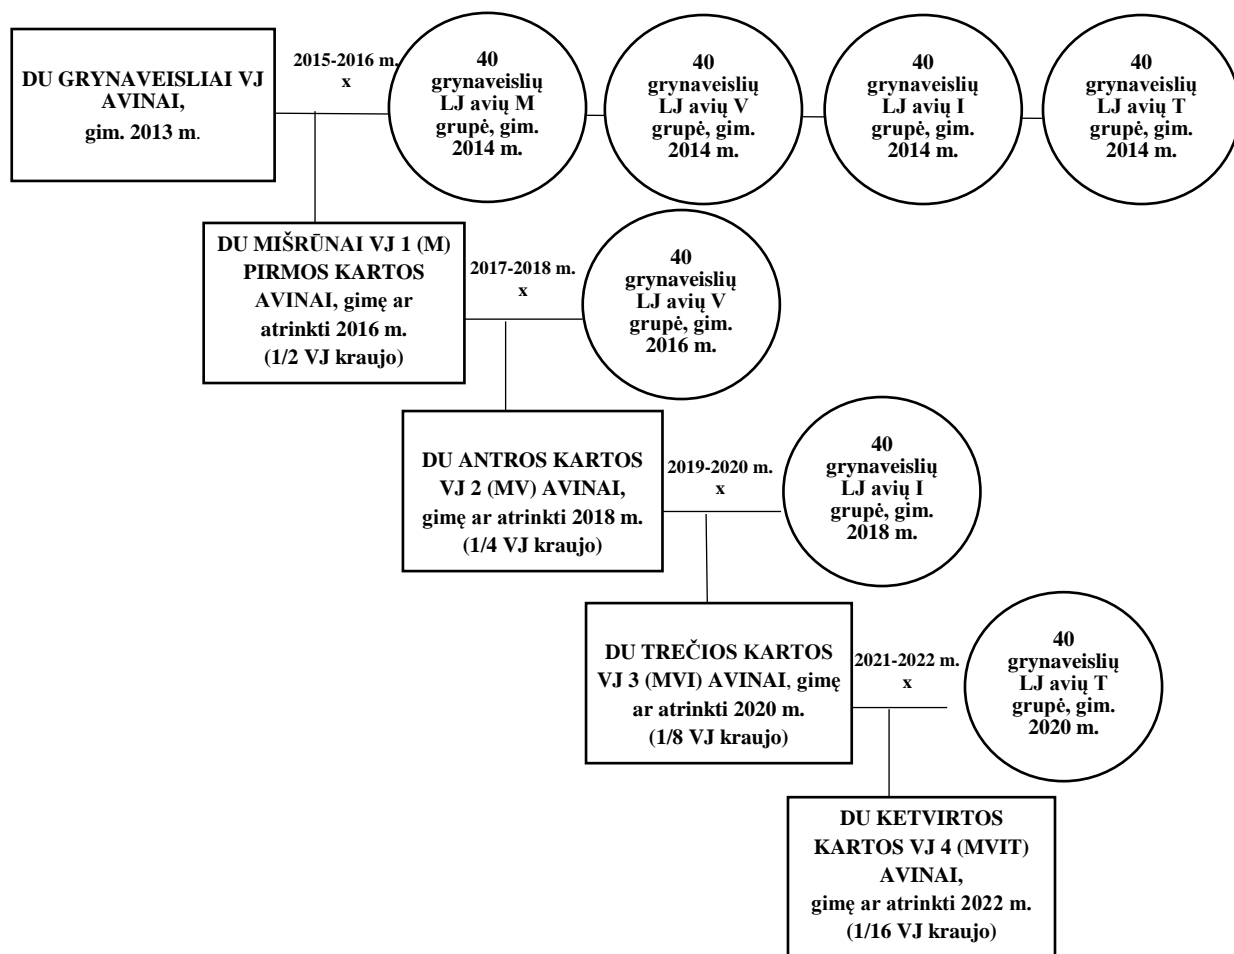 DU GRYNAVEISLIAI VJ
AVINAI,
gim. 2013 m.
2015-2016 m.
x
40
grynaveislių
LJ avių M
grupė, gim.
2014 m.
40
grynaveislių
LJ avių V
grupė, gim.
2014 m.
40
grynaveislių
LJ avių I
grupė, gim.
2014 m.
40
grynaveislių
LJ avių T
grupė, gim.
2014 m.
DU MIŠRŪNAI VJ 1 (M)
PIRMOS KARTOS
AVINAI, gimę ar
atrinkti 2016 m.
(1/2 VJ kraujo)
2017-2018 m.
x
40
grynaveislių
LJ avių V
grupė, gim.
2016 m.
DU ANTROS KARTOS
VJ 2 (MV) AVINAI,
gimę ar atrinkti 2018 m.
(1/4 VJ kraujo)
2019-2020 m.
x
40
grynaveislių
LJ avių I
grupė, gim.
2018 m.
DU TREČIOS KARTOS
VJ 3 (MVI) AVINAI, gimę
ar atrinkti 2020 m.
(1/8 VJ kraujo)
2021-2022 m.
x
40
grynaveislių
LJ avių T
grupė, gim.
2020 m.
DU KETVIRTOS
KARTOS VJ 4 (MVIT)
AVINAI,
gimę ar atrinkti 2022 m.
(1/16 VJ kraujo)